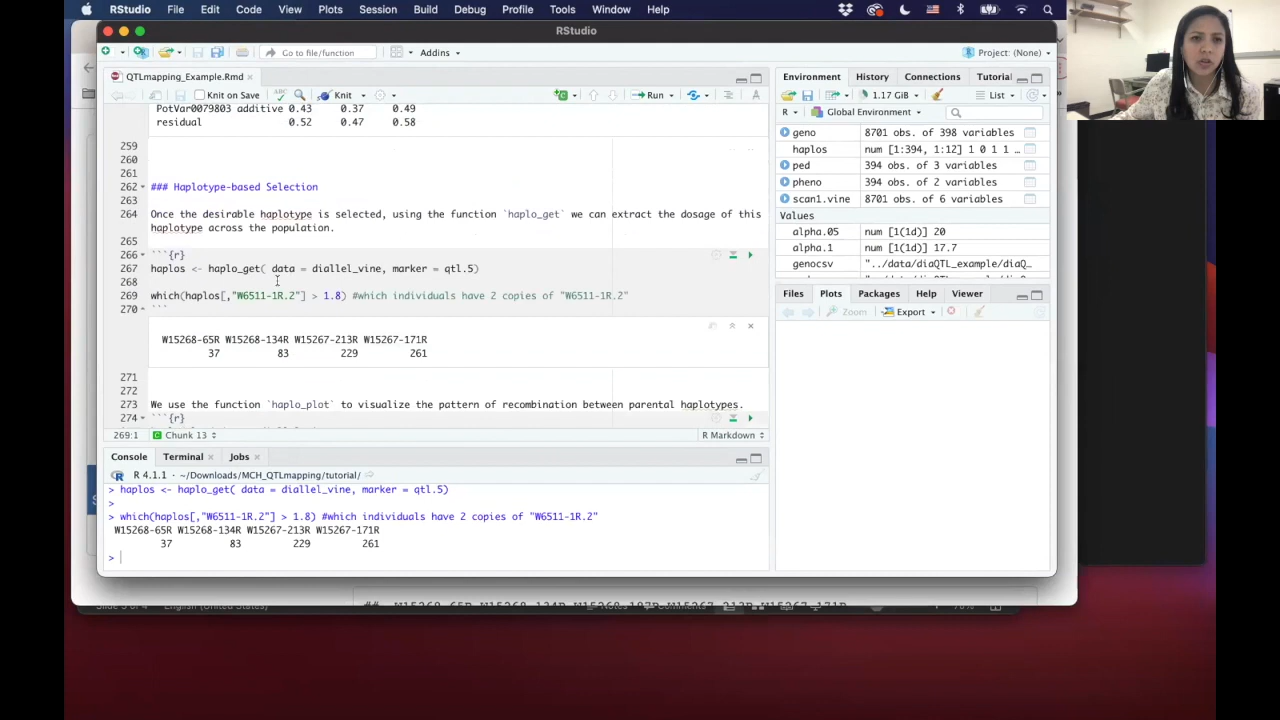 RStudio File Edit Code View Plots Session Build Debug Profile Tools Window Help
RStudio
Go to file/function Addins Project: (None)
QTLmapping_Example.Rmd
Knit on Save Knit Run
PotVar0079803 additive 0.43 0.37 0.49
residual 0.52 0.47 0.58
259
260
261
262 ### Haplotype-based Selection
263
264 Once the desirable haplotype is selected, using the function `haplo_get` we can extract the dosage of this
haplotype across the population.
265
266 ```{r}
267 haplos <- haplo_get( data = diallel_vine, marker = qtl.5)
268
269 which(haplos[,"W6511-1R.2"] > 1.8) #which individuals have 2 copies of "W6511-1R.2"
270 ```
W15268-65R W15268-134R W15267-213R W15267-171R
37 83 229 261
271
272
273 We use the function `haplo_plot` to visualize the pattern of recombination between parental haplotypes.
274 ```{r}
269:1 Chunk 13 R Markdown
Console Terminal Jobs
R 4.1.1 · ~/Downloads/MCH_QTLmapping/tutorial/
> haplos <- haplo_get( data = diallel_vine, marker = qtl.5)
>
> which(haplos[,"W6511-1R.2"] > 1.8) #which individuals have 2 copies of "W6511-1R.2"
W15268-65R W15268-134R W15267-213R W15267-171R
37 83 229 261
>
Environment History Connections Tutorial
1.17 GiB List
R Global Environment
geno 8701 obs. of 398 variables
haplos num [1:394, 1:12] 1 0 1 1 …
ped 394 obs. of 3 variables
pheno 394 obs. of 2 variables
scan1.vine 8701 obs. of 6 variables
Values
alpha.05 num [1(1d)] 20
alpha.1 num [1(1d)] 17.7
genocsv "../data/diaQTL_example/diaQ…
Files Plots Packages Help Viewer
Zoom Export